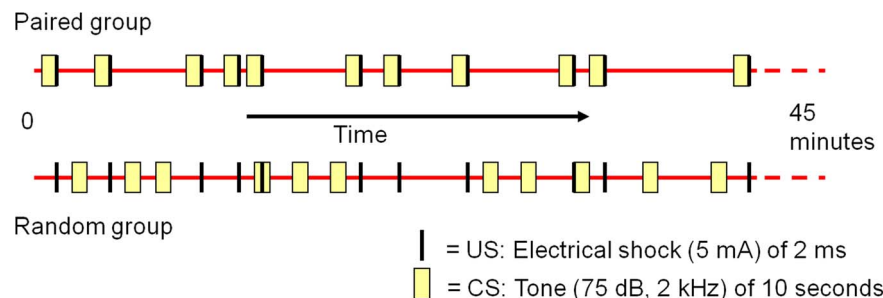 Paired group
0
Time
45
minutes
Random group
= US: Electrical shock (5 mA) of 2 ms
= CS: Tone (75 dB, 2 kHz) of 10 seconds